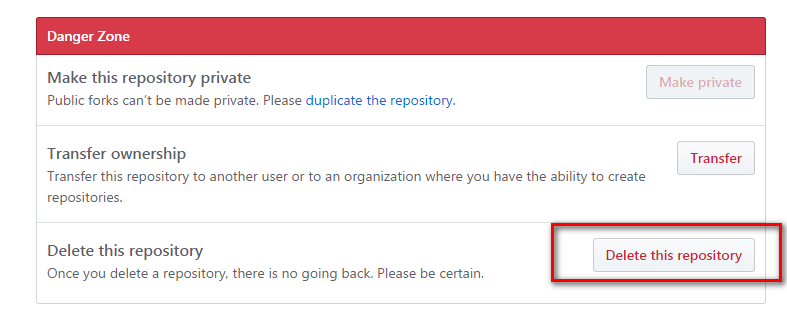 Danger Zone
Make this repository private
Public forks can't be made private. Please duplicate the repository.
Make private
Transfer ownership
Transfer this repository to another user or to an organization where you have the ability to create
repositories.
Transfer
Delete this repository
Once you delete a repository, there is no going back. Please be certain.
Delete this repository